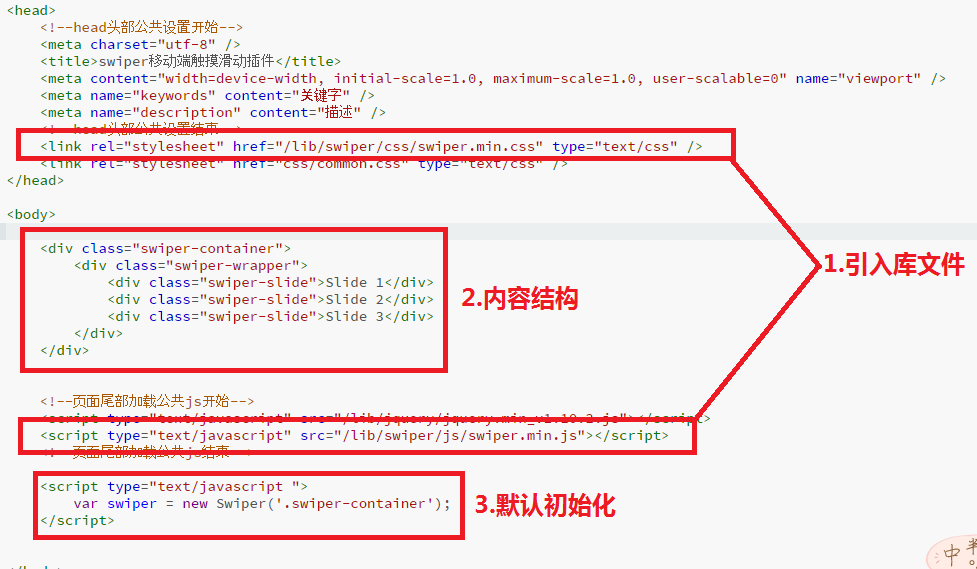 <head>
<!--head头部公共设置开始-->
<meta charset="utf-8" />
<title>swiper移动端触摸滑动插件</title>
<meta content="width=device-width, initial-scale=1.0, maximum-scale=1.0, user-scalable=0" name="viewport" />
<meta name="keywords" content="关键字" />
<meta name="description" content="描述" />
<!--head头部公共设置结束-->
<link rel="stylesheet" href="/lib/swiper/css/swiper.min.css" type="text/css" />
<link rel="stylesheet" href="css/common.css" type="text/css" />
</head>
1.引入库文件
<body>
<div class="swiper-container">
<div class="swiper-wrapper">
<div class="swiper-slide">Slide 1</div>
<div class="swiper-slide">Slide 2</div>
<div class="swiper-slide">Slide 3</div>
</div>
</div>
2.内容结构
<!--页面尾部加载公共js开始-->
<script type="text/javascript" src="/lib/jquery/jquery.min_v1.10.2.js"></script>
<script type="text/javascript" src="/lib/swiper/js/swiper.min.js"></script>
<!--页面尾部加载公共js结束-->
<script type="text/javascript ">
var swiper = new Swiper('.swiper-container');
</script>
3.默认初始化
中